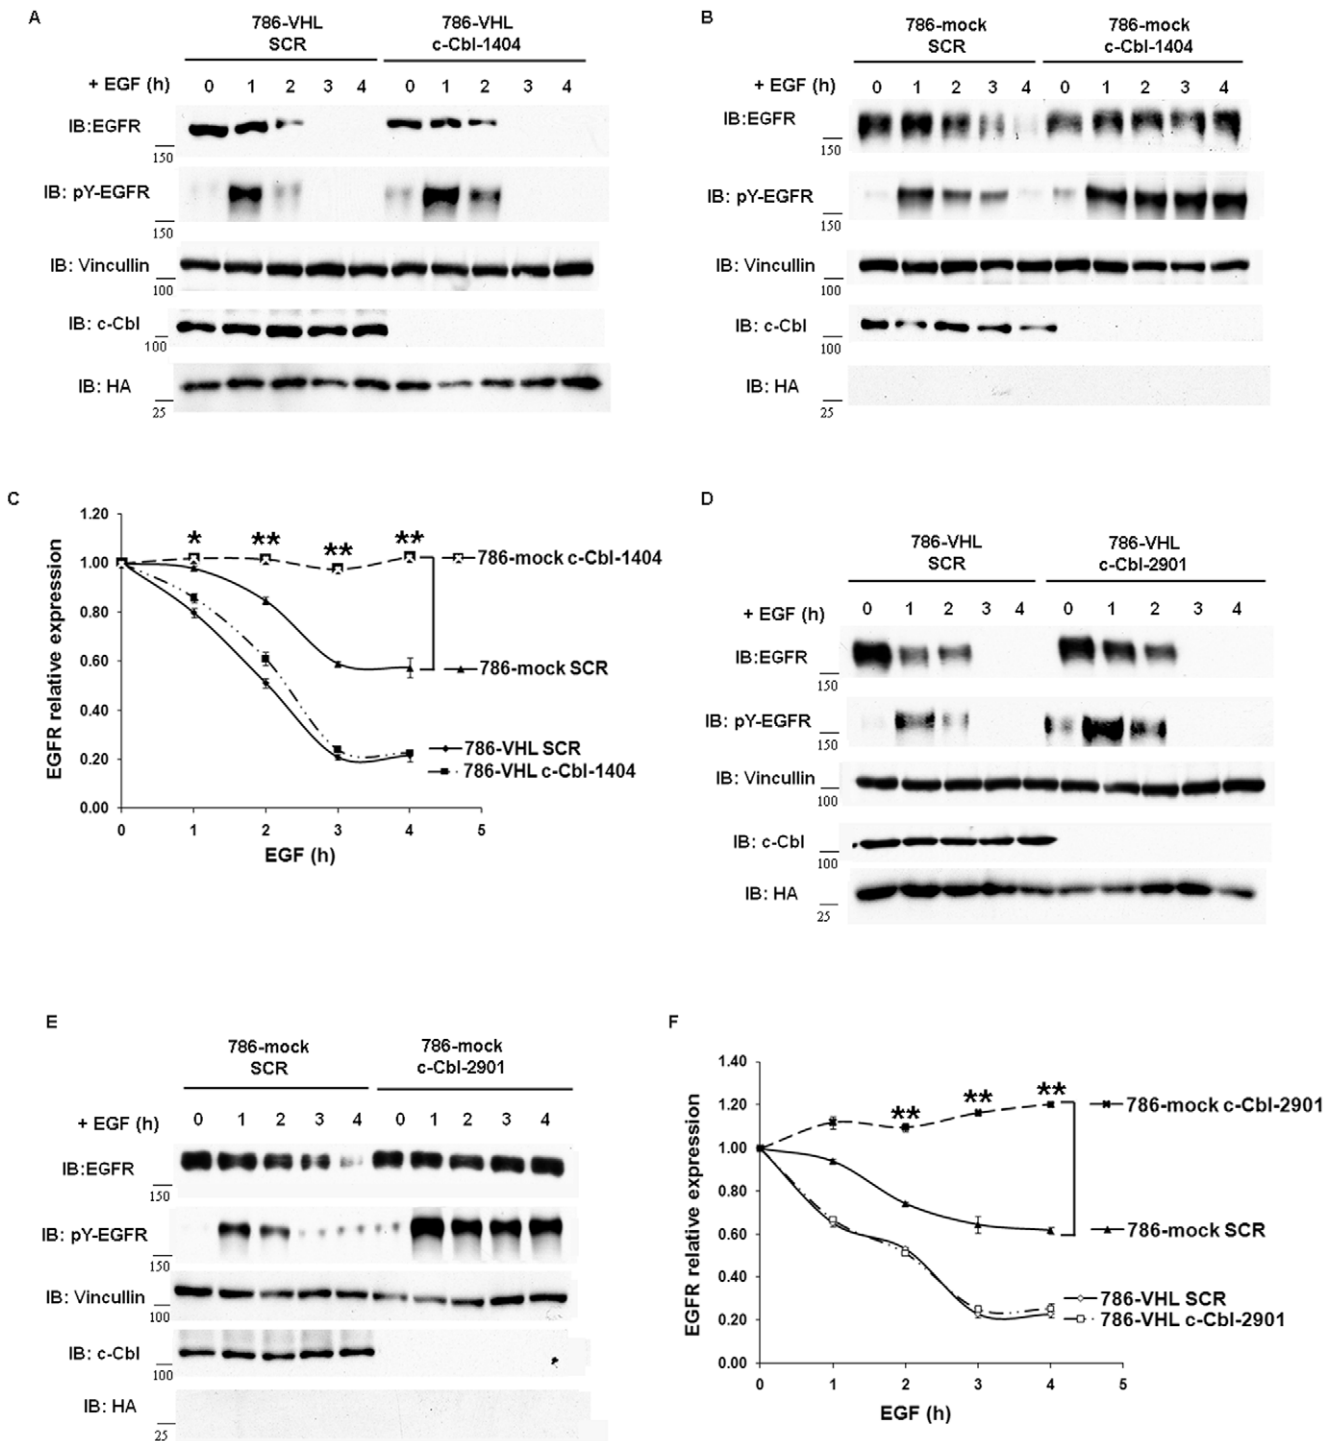 A
786-VHL SCR
786-VHL c-Cbl-1404
+ EGF (h) 0 1 2 3 4 0 1 2 3 4
IB:EGFR
150
IB: pY-EGFR
150
IB: Vincullin
100
IB: c-Cbl
100
IB: HA
25
B
786-mock SCR
786-mock c-Cbl-1404
+ EGF (h) 0 1 2 3 4 0 1 2 3 4
IB:EGFR
150
IB: pY-EGFR
150
IB: Vincullin
100
IB: c-Cbl
100
IB: HA
25
C
EGFR relative expression
1.20
1.00
0.80
0.60
0.40
0.20
0.00
* ** ** **
786-mock c-Cbl-1404
786-mock SCR
786-VHL SCR
786-VHL c-Cbl-1404
0 1 2 3 4 5
EGF (h)
D
786-VHL SCR
786-VHL c-Cbl-2901
+ EGF (h) 0 1 2 3 4 0 1 2 3 4
IB:EGFR
150
IB: pY-EGFR
150
IB: Vincullin
100
IB: c-Cbl
100
IB: HA
25
E
786-mock SCR
786-mock c-Cbl-2901
+ EGF (h) 0 1 2 3 4 0 1 2 3 4
IB:EGFR
150
IB: pY-EGFR
150
IB: Vincullin
100
IB: c-Cbl
100
IB: HA
25
F
EGFR relative expression
1.40
1.20
1.00
0.80
0.60
0.40
0.20
0.00
** ** **
786-mock c-Cbl-2901
786-mock SCR
786-VHL SCR
786-VHL c-Cbl-2901
0 1 2 3 4 5
EGF (h)